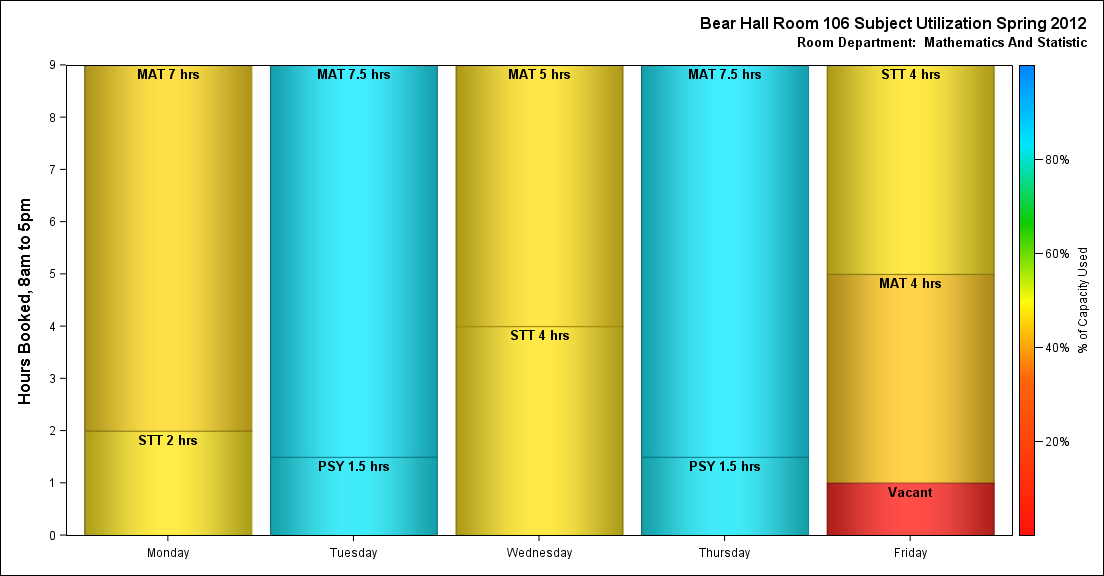 Bear Hall Room 106 Subject Utilization Spring 2012
Room Department:  Mathematics And Statistic
Hours Booked, 8am to 5pm
9
8
7
6
5
4
3
2
1
0
MAT 7 hrs
STT 2 hrs
MAT 7.5 hrs
PSY 1.5 hrs
MAT 5 hrs
STT 4 hrs
MAT 7.5 hrs
PSY 1.5 hrs
STT 4 hrs
MAT 4 hrs
Vacant
Monday
Tuesday
Wednesday
Thursday
Friday
80%
60%
40%
20%
% of Capacity Used